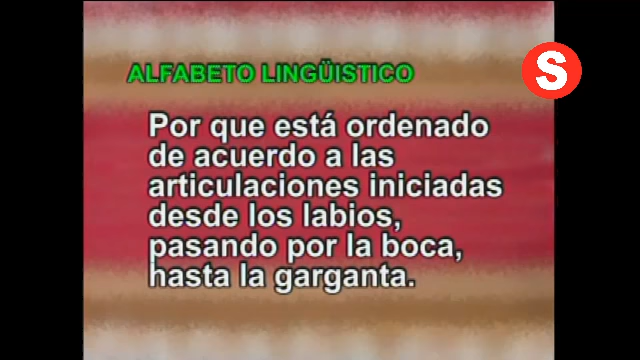 ALFABETO LINGÜISTICO
S
Por que está ordenado
de acuerdo a las
articulaciones iniciadas
desde los labios,
pasando por la boca,
hasta la garganta.